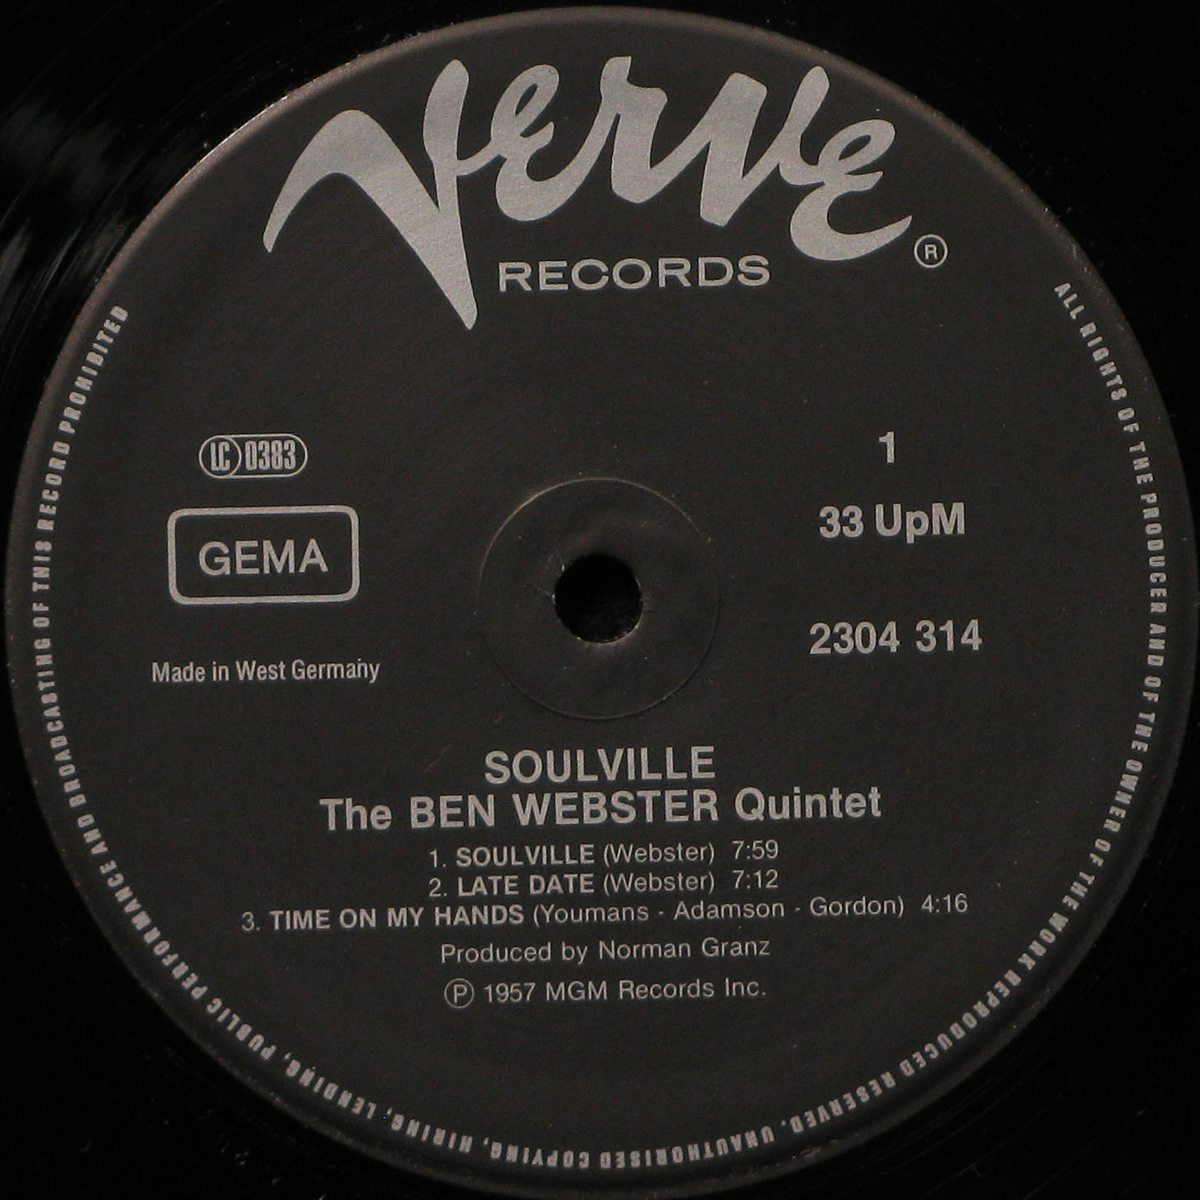 Verve
RECORDS
®
LC 0383
GEMA
Made in West Germany
1
33 UpM
2304 314
SOULVILLE
The BEN WEBSTER Quintet
1. SOULVILLE (Webster) 7:59
2. LATE DATE (Webster) 7:12
3. TIME ON MY HANDS (Youmans - Adamson - Gordon) 4:16
Produced by Norman Granz
℗ 1957 MGM Records Inc.
ALL RIGHTS OF THE PRODUCER AND OF THE OWNER OF THE WORK REPRODUCED RESERVED. UNAUTHORISED COPYING, HIRING, LENDING, PUBLIC PERFORMANCE AND BROADCASTING OF THIS RECORD PROHIBITED